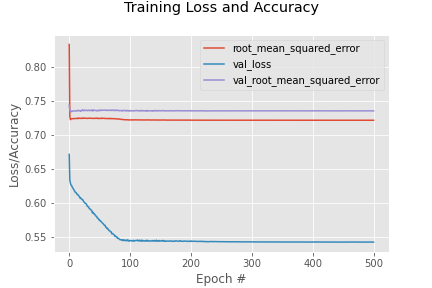 Training Loss and Accuracy
root_mean_squared_error
val_loss
val_root_mean_squared_error
Loss/Accuracy
0.80
0.75
0.70
0.65
0.60
0.55
0
100
200
300
400
500
Epoch #